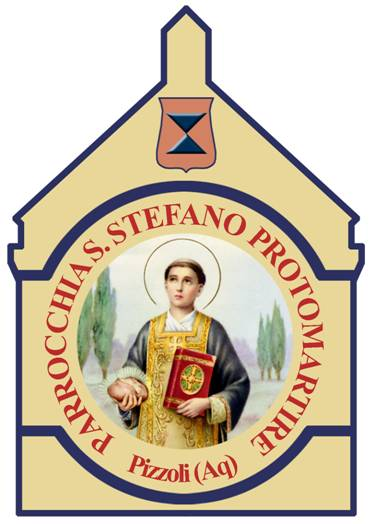 PARROCCHIA S. STEFANO PROTOMARTIRE
Pizzoli (Aq)